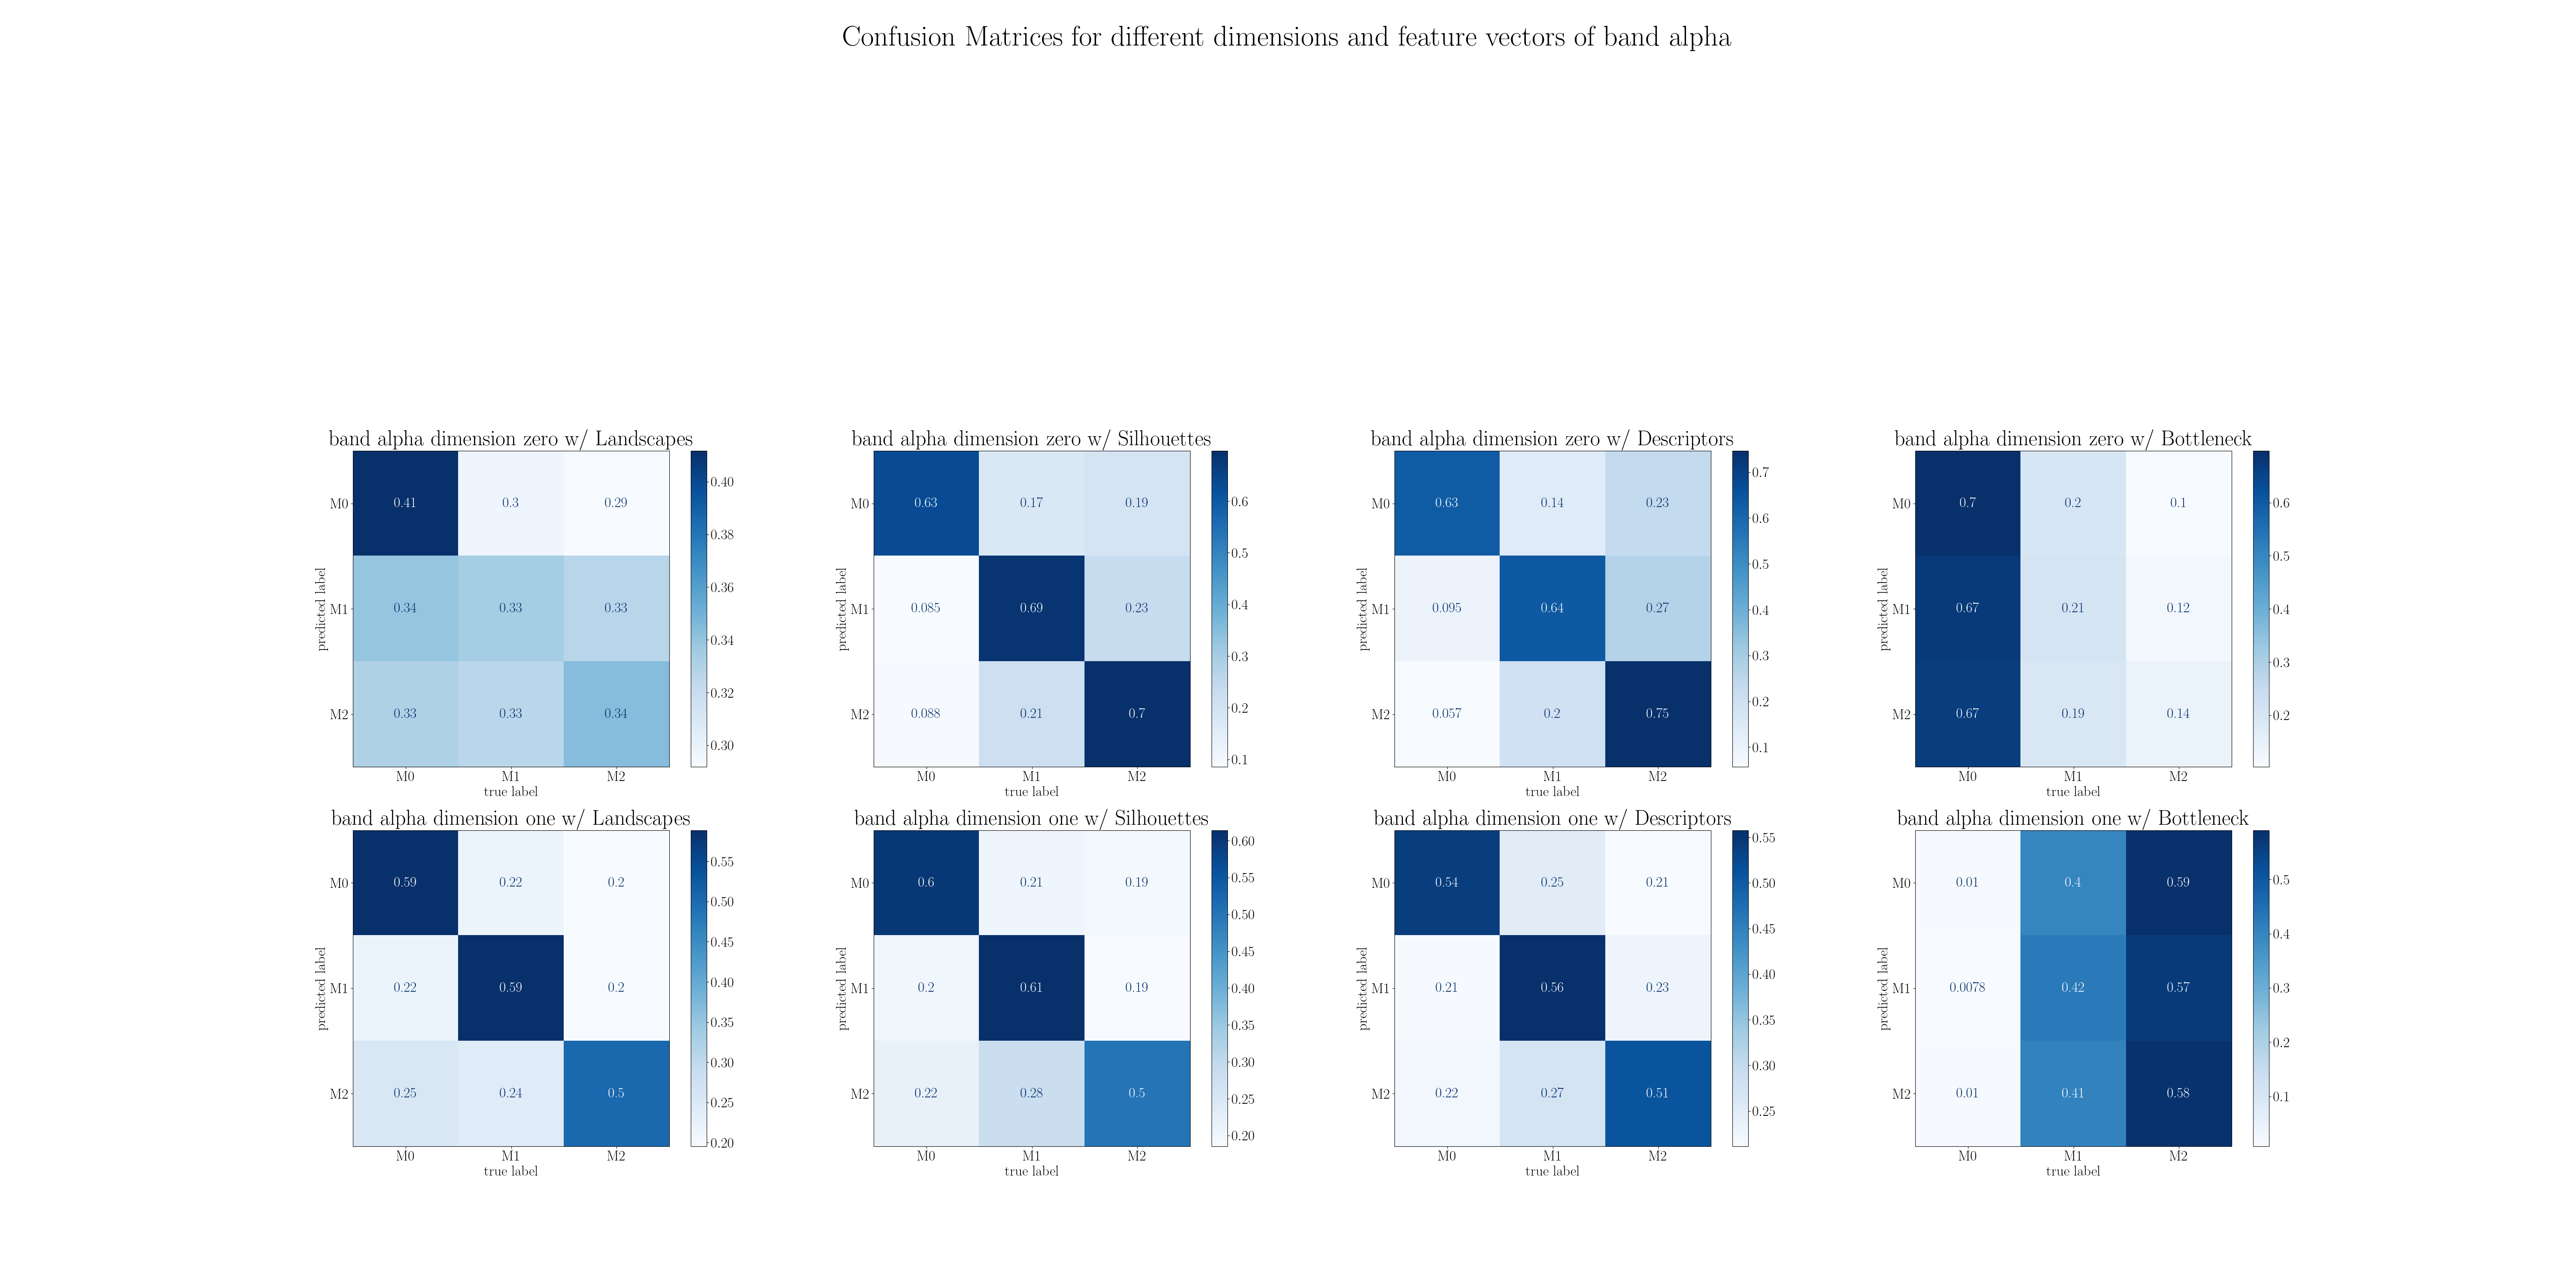 Confusion Matrices for different dimensions and feature vectors of band alpha
band alpha dimension zero w/ Landscapes
predicted label
M0 0.41 0.3 0.29
M1 0.34 0.33 0.33
M2 0.33 0.33 0.34
M0 M1 M2
true label
0.40
0.38
0.36
0.34
0.32
0.30
band alpha dimension zero w/ Silhouettes
predicted label
M0 0.63 0.17 0.19
M1 0.085 0.69 0.23
M2 0.088 0.21 0.7
M0 M1 M2
true label
0.6
0.5
0.4
0.3
0.2
0.1
band alpha dimension zero w/ Descriptors
predicted label
M0 0.63 0.14 0.23
M1 0.095 0.64 0.27
M2 0.057 0.2 0.75
M0 M1 M2
true label
0.7
0.6
0.5
0.4
0.3
0.2
0.1
band alpha dimension zero w/ Bottleneck
predicted label
M0 0.7 0.2 0.1
M1 0.67 0.21 0.12
M2 0.67 0.19 0.14
M0 M1 M2
true label
0.6
0.5
0.4
0.3
0.2
band alpha dimension one w/ Landscapes
predicted label
M0 0.59 0.22 0.2
M1 0.22 0.59 0.2
M2 0.25 0.24 0.5
M0 M1 M2
true label
0.55
0.50
0.45
0.40
0.35
0.30
0.25
0.20
band alpha dimension one w/ Silhouettes
predicted label
M0 0.6 0.21 0.19
M1 0.2 0.61 0.19
M2 0.22 0.28 0.5
M0 M1 M2
true label
0.60
0.55
0.50
0.45
0.40
0.35
0.30
0.25
0.20
band alpha dimension one w/ Descriptors
predicted label
M0 0.54 0.25 0.21
M1 0.21 0.56 0.23
M2 0.22 0.27 0.51
M0 M1 M2
true label
0.55
0.50
0.45
0.40
0.35
0.30
0.25
band alpha dimension one w/ Bottleneck
predicted label
M0 0.01 0.4 0.59
M1 0.0078 0.42 0.57
M2 0.01 0.41 0.58
M0 M1 M2
true label
0.5
0.4
0.3
0.2
0.1